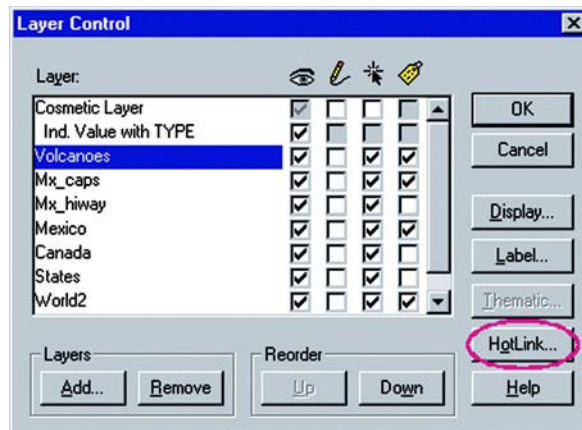 Layer Control
Layer:
Cosmetic Layer
Ind. Value with TYPE
Volcanoes
Mx_caps
Mx_hiway
Mexico
Canada
States
World2
OK
Cancel
Display...
Label...
Thematic...
HotLink...
Help
Layers
Add...
Remove
Reorder
Up
Down